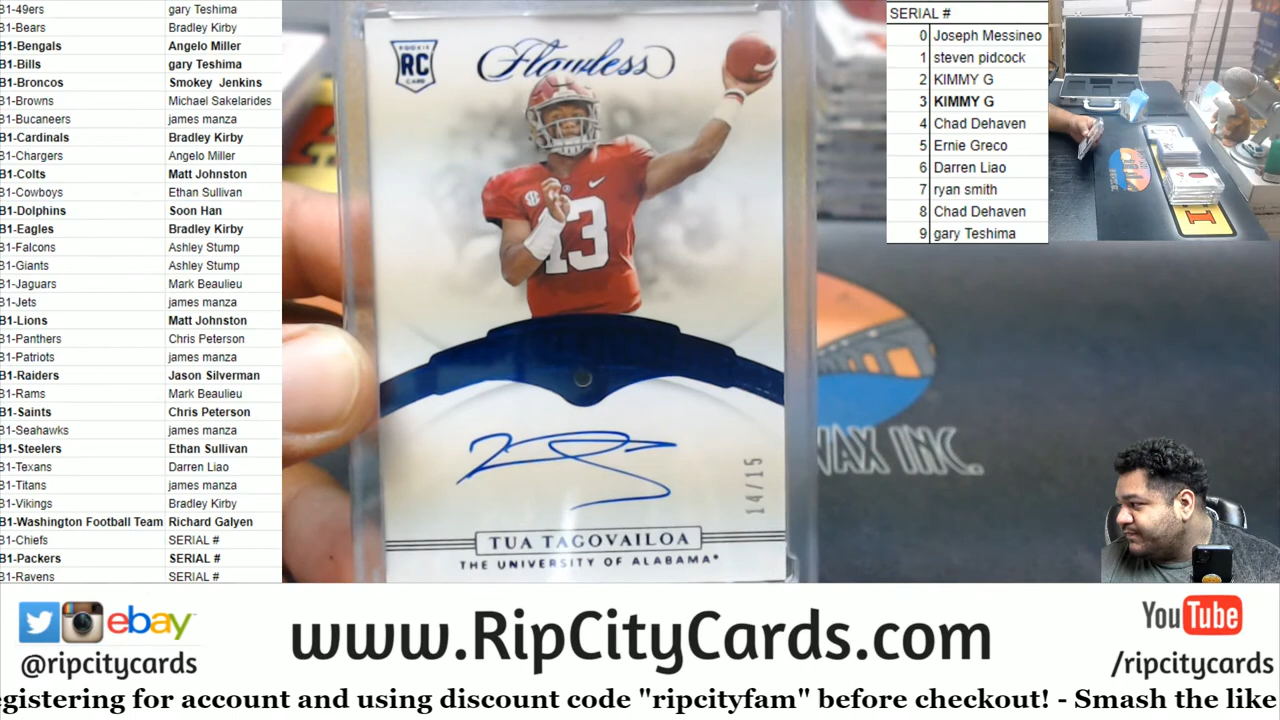 B1-49ers gary Teshima
B1-Bears Bradley Kirby
B1-Bengals Angelo Miller
B1-Bills gary Teshima
B1-Broncos Smokey Jenkins
B1-Browns Michael Sakelarides
B1-Bucaneers james manza
B1-Cardinals Bradley Kirby
B1-Chargers Angelo Miller
B1-Colts Matt Johnston
B1-Cowboys Ethan Sullivan
B1-Dolphins Soon Han
B1-Eagles Bradley Kirby
B1-Falcons Ashley Stump
B1-Giants Ashley Stump
B1-Jaguars Mark Beaulieu
B1-Jets james manza
B1-Lions Matt Johnston
B1-Panthers Chris Peterson
B1-Patriots james manza
B1-Raiders Jason Silverman
B1-Rams Mark Beaulieu
B1-Saints Chris Peterson
B1-Seahawks james manza
B1-Steelers Ethan Sullivan
B1-Texans Darren Liao
B1-Titans james manza
B1-Vikings Bradley Kirby
B1-Washington Football Team Richard Galyen
B1-Chiefs SERIAL #
B1-Packers SERIAL #
B1-Ravens SERIAL #
ROOKIE
RC
CARD
Flawless
13
14/15
TUA TAGOVAILOA
THE UNIVERSITY OF ALABAMA*
WAX INC.
SERIAL #
0 Joseph Messineo
1 steven pidcock
2 KIMMY G
3 KIMMY G
4 Chad Dehaven
5 Ernie Greco
6 Darren Liao
7 ryan smith
8 Chad Dehaven
9 gary Teshima
ebay
@ripcitycards
www.RipCityCards.com
YouTube
/ripcitycards
egistering for account and using discount code "ripcityfam" before checkout! - Smash the like